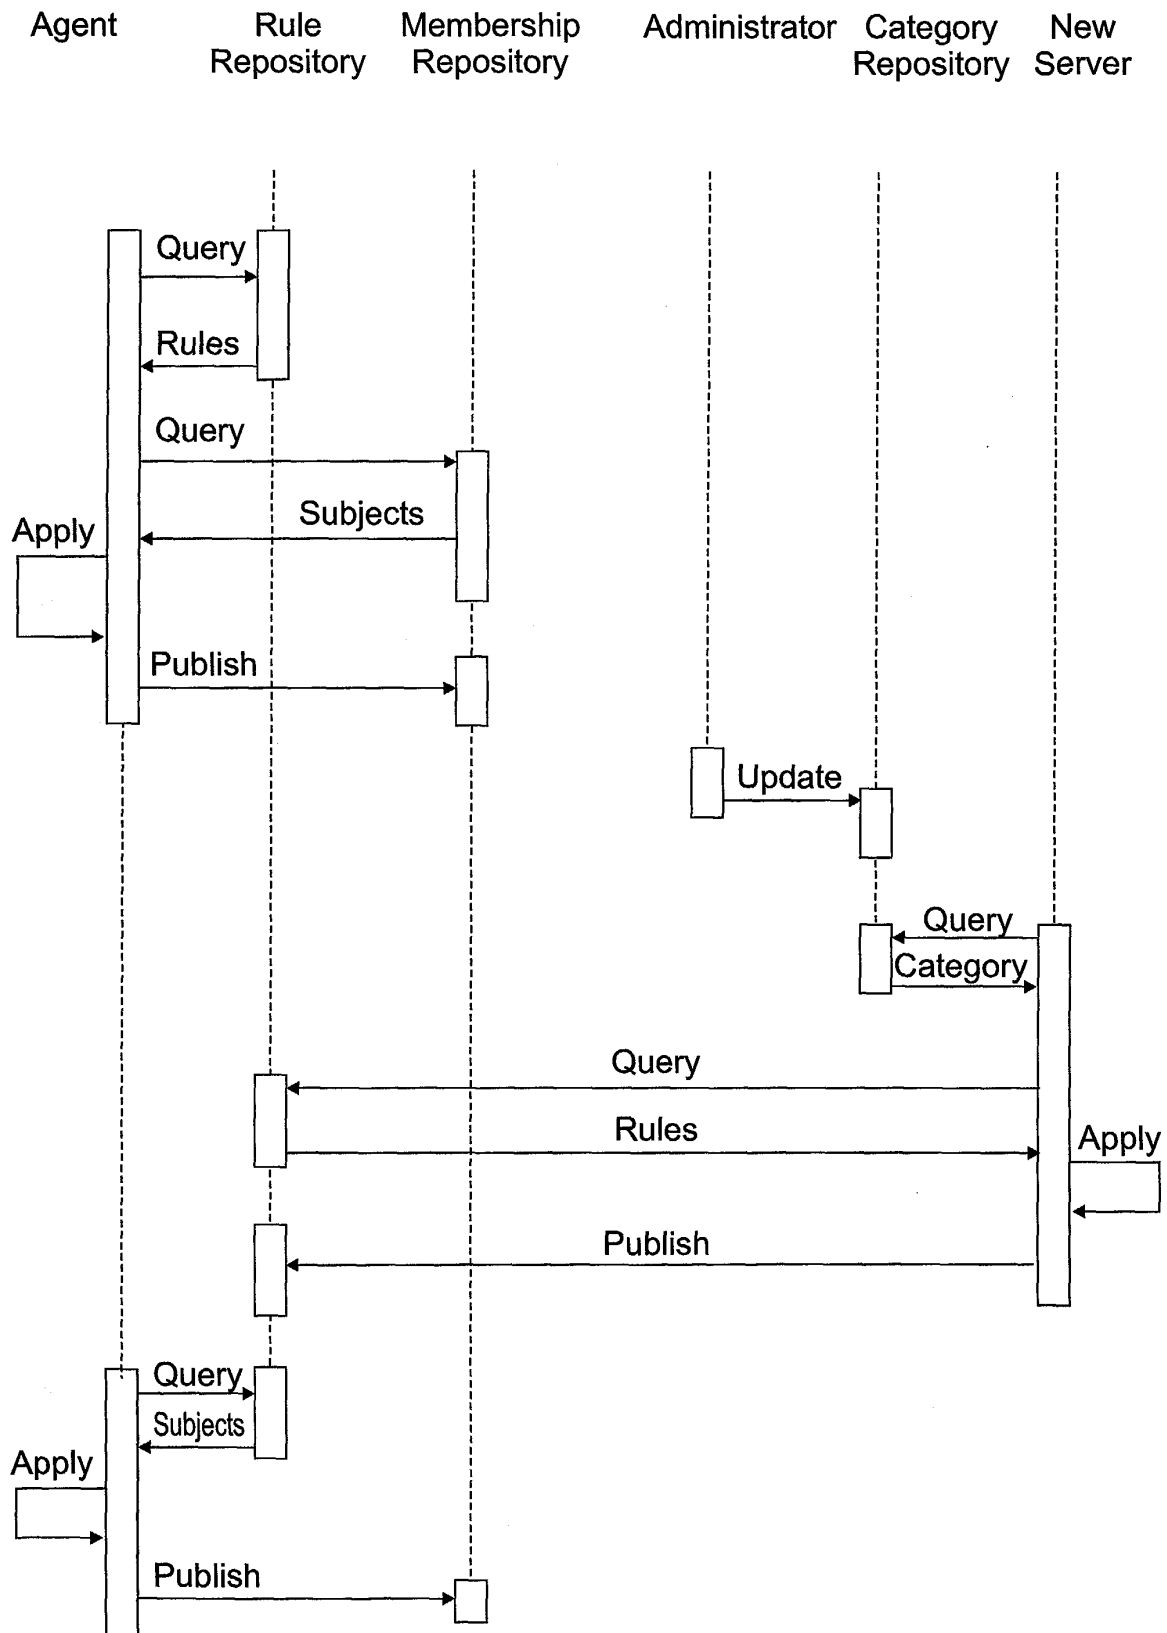 Agent
Rule
Repository
Membership
Repository
Administrator
Category
Repository
New
Server
Query
Rules
Query
Subjects
Apply
Publish
Update
Query
Category
Query
Rules
Apply
Publish
Query
Subjects
Apply
Publish